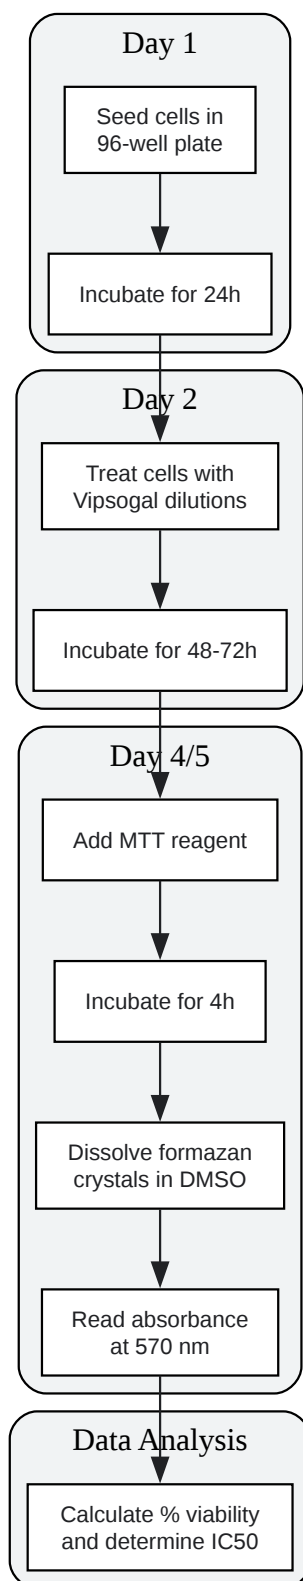 Day 1
Seed cells in
96-well plate
Incubate for 24h
Day 2
Treat cells with
Vipsogal dilutions
Incubate for 48-72h
Day 4/5
Add MTT reagent
Incubate for 4h
Dissolve formazan
crystals in DMSO
Read absorbance
at 570 nm
Data Analysis
Calculate % viability
and determine IC50